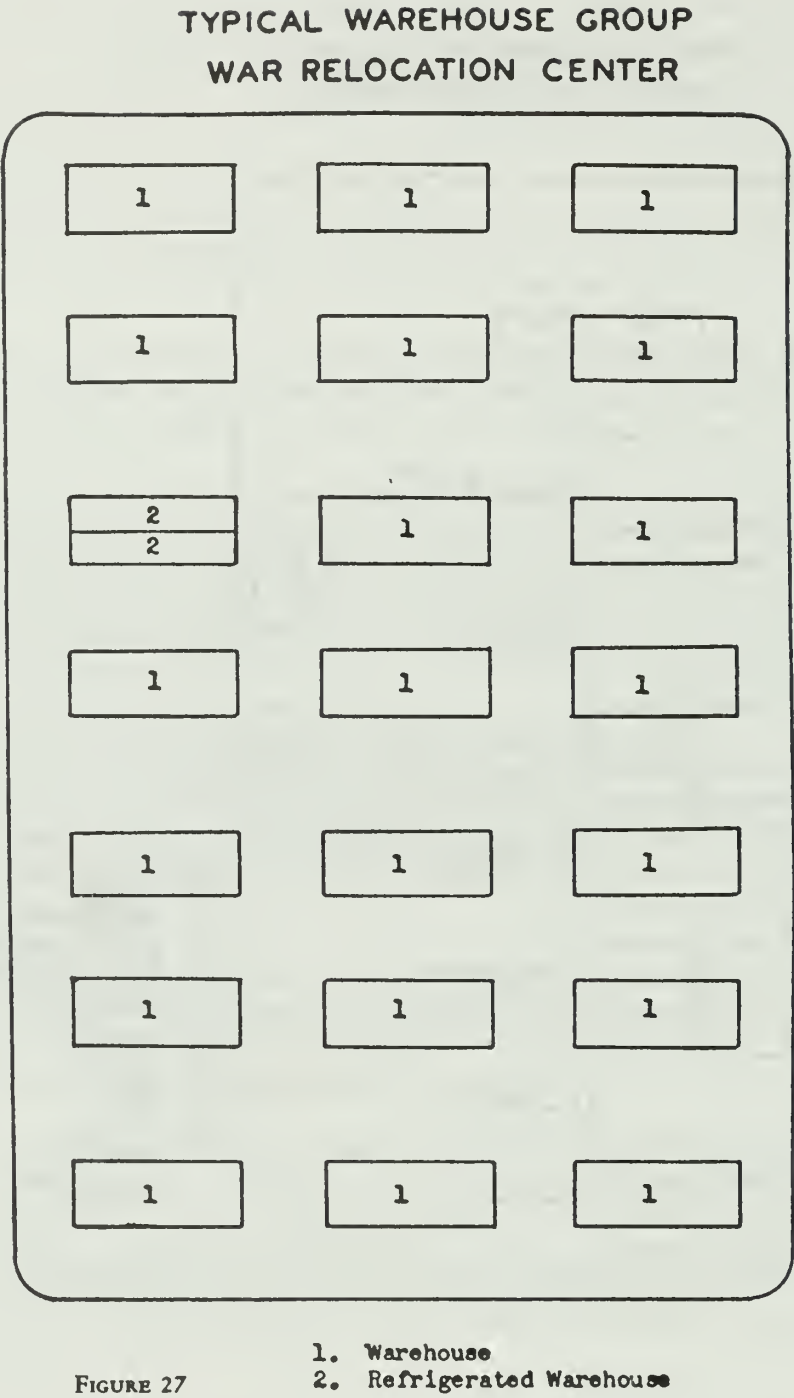 TYPICAL WAREHOUSE GROUP
WAR RELOCATION CENTER
1 1 1
1 1 1
2
2
1 1
1 1 1
1 1 1
1 1 1
1 1 1
1. Warehouse
2. Refrigerated Warehouse
FIGURE 27